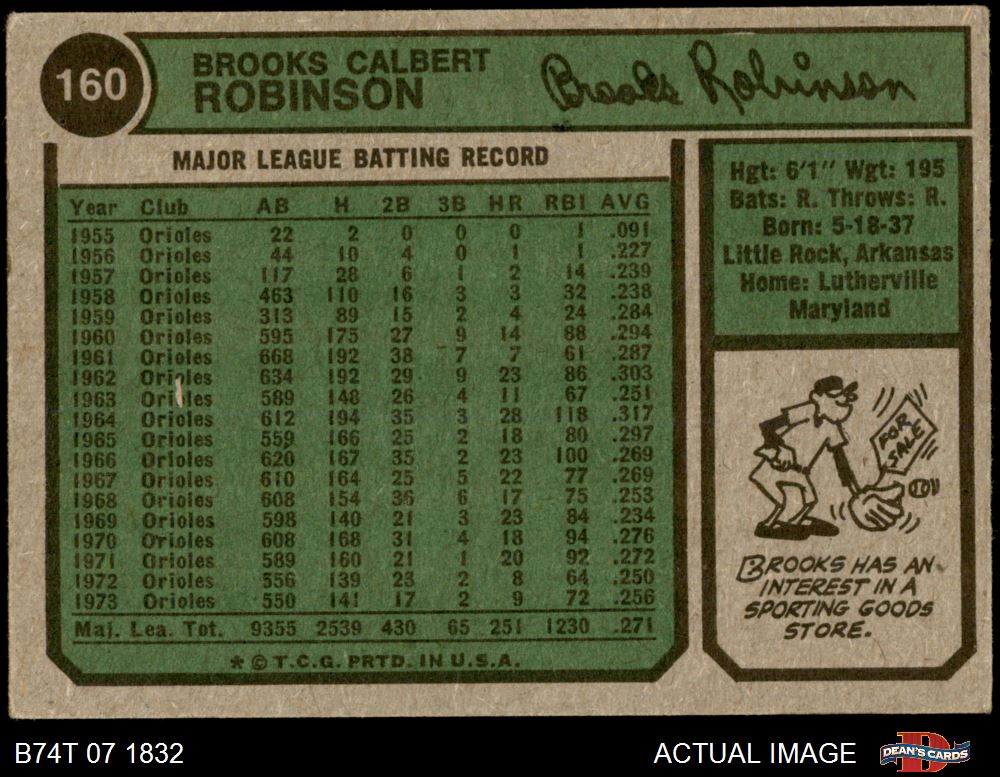 160
BROOKS CALBERT
ROBINSON
Brooks Robinson
MAJOR LEAGUE BATTING RECORD
Year Club AB H 2B 3B HR RBI AVG
1955 Orioles 22 2 0 0 0 1 .091
1956 Orioles 44 10 4 0 1 1 .227
1957 Orioles 117 28 6 1 2 14 .239
1958 Orioles 463 110 16 3 3 32 .238
1959 Orioles 313 89 15 2 4 24 .284
1960 Orioles 595 175 27 9 14 88 .294
1961 Orioles 668 192 38 7 7 61 .287
1962 Orioles 634 192 29 9 23 86 .303
1963 Orioles 589 148 26 4 11 67 .251
1964 Orioles 612 194 35 3 28 118 .317
1965 Orioles 559 166 25 2 18 80 .297
1966 Orioles 620 167 35 2 23 100 .269
1967 Orioles 610 164 25 5 22 77 .269
1968 Orioles 608 154 36 6 17 75 .253
1969 Orioles 598 140 21 3 23 84 .234
1970 Orioles 608 168 31 4 18 94 .276
1971 Orioles 589 160 21 1 20 92 .272
1972 Orioles 556 139 23 2 8 64 .250
1973 Orioles 550 141 17 2 9 72 .256
Maj. Lea. Tot. 9355 2539 430 65 251 1230 .271
* © T.C.G. PRTD. IN U.S.A.
Hgt: 6'1" Wgt: 195
Bats: R. Throws: R.
Born: 5-18-37
Little Rock, Arkansas
Home: Lutherville
Maryland
FOR
SALE
BROOKS HAS AN
INTEREST IN A
SPORTING GOODS
STORE.
B74T 07 1832
ACTUAL IMAGE
DEAN'S CARDS